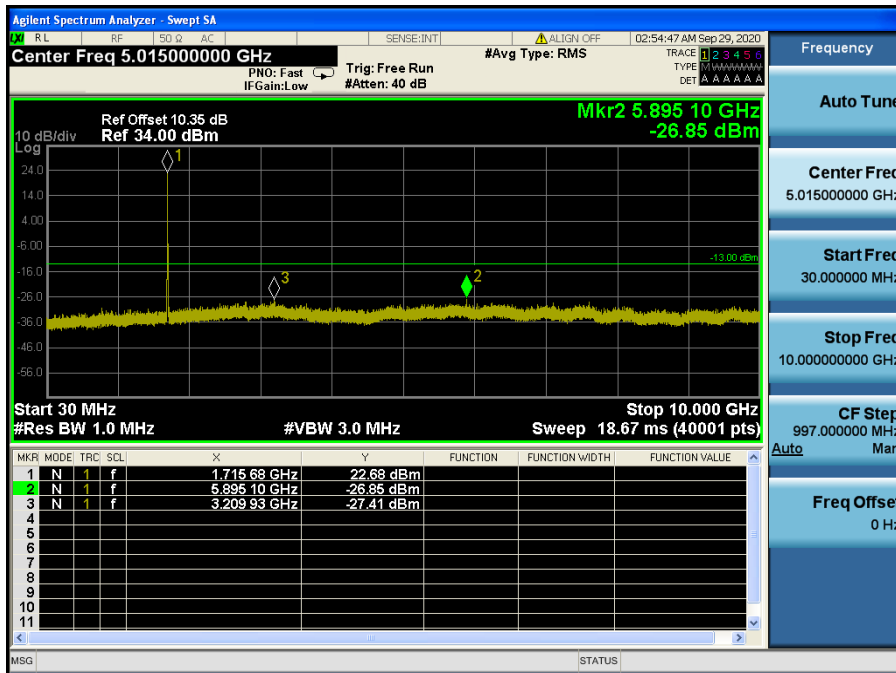 Agilent Spectrum Analyzer - Swept SA
LXI RL RF 50 Ω AC SENSE:INT ALIGN OFF 02:54:47 AM Sep 29, 2020
Center Freq 5.015000000 GHz #Avg Type: RMS TRACE 1 2 3 4 5 6
PNO: Fast Trig: Free Run TYPE M W W W W W
IFGain:Low #Atten: 40 dB DET A A A A A A
Frequency
Mkr2 5.895 10 GHz
Ref Offset 10.35 dB
10 dB/div Ref 34.00 dBm -26.85 dBm
Log
1
24.0
14.0
4.00
-6.00
-13.00 dBm
-16.0
3
2
-26.0
-36.0
-46.0
-56.0
Start 30 MHz Stop 10.000 GHz
#Res BW 1.0 MHz #VBW 3.0 MHz Sweep 18.67 ms (40001 pts)
MKR MODE TRC SCL X Y FUNCTION FUNCTION WIDTH FUNCTION VALUE
1 N 1 f 1.715 68 GHz 22.68 dBm
2 N 1 f 5.895 10 GHz -26.85 dBm
3 N 1 f 3.209 93 GHz -27.41 dBm
4
5
6
7
8
9
10
11
MSG STATUS
Auto Tune
Center Freq
5.015000000 GHz
Start Freq
30.000000 MHz
Stop Freq
10.000000000 GHz
CF Step
997.000000 MHz
Auto Man
Freq Offset
0 Hz